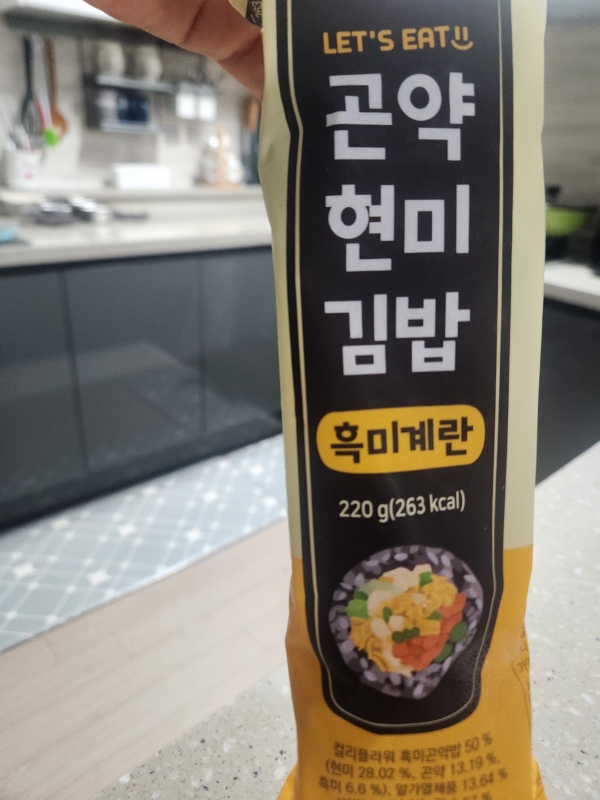 LET'S EAT
곤약
현미
김밥
흑미계란
220 g(263 kcal)
컬리플라워 흑미곤약밥 50 %
(현미 28.02 %, 곤약 13.19 %,
흑미 6.6 %), 알가열제품 13.64 %